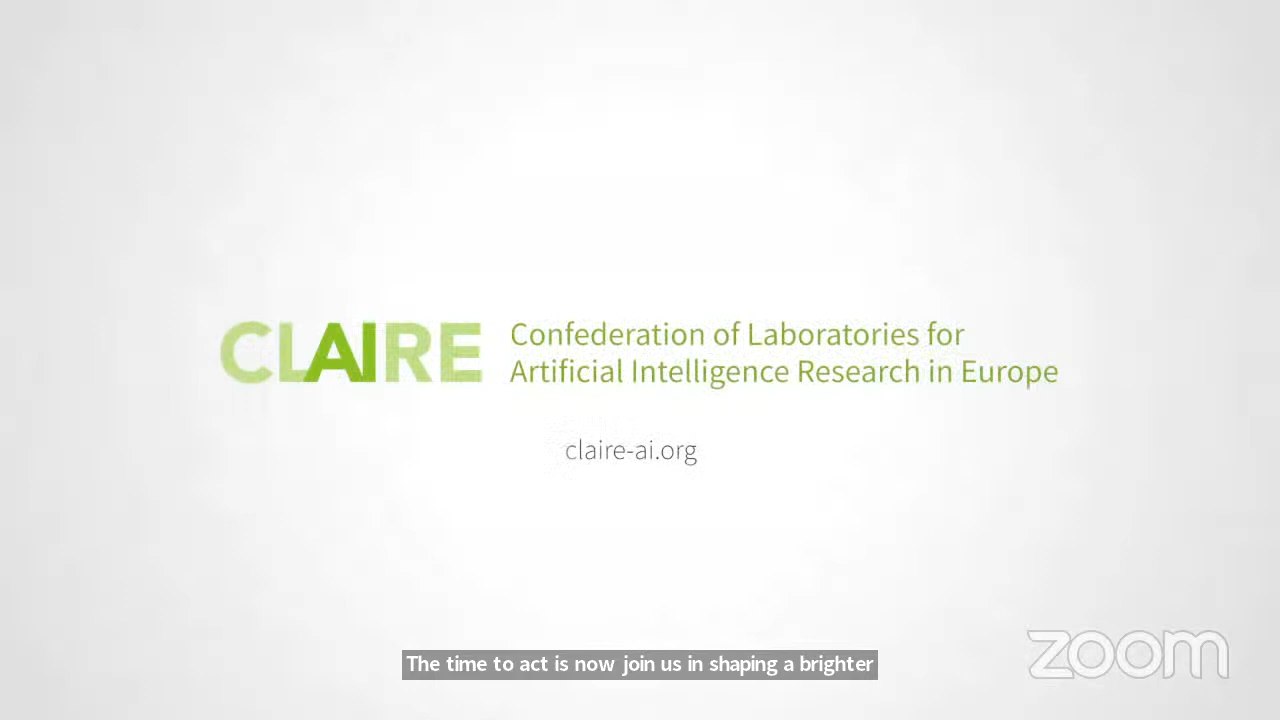 CLAIRE
Confederation of Laboratories for
Artificial Intelligence Research in Europe
claire-ai.org
The time to act is now join us in shaping a brighter
zoom